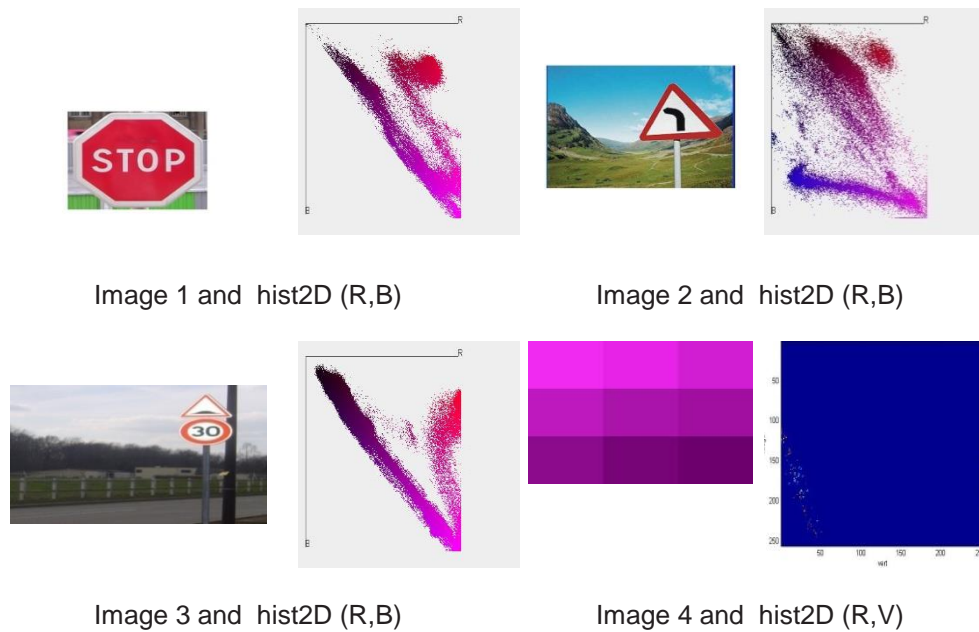 R
R
STOP
B
B
Image 1 and hist2D (R,B)
Image 2 and hist2D (R,B)
R
50
100
30
150
200
B
250
50
100
150
200
vert
Image 3 and hist2D (R,B)
Image 4 and hist2D (R,V)